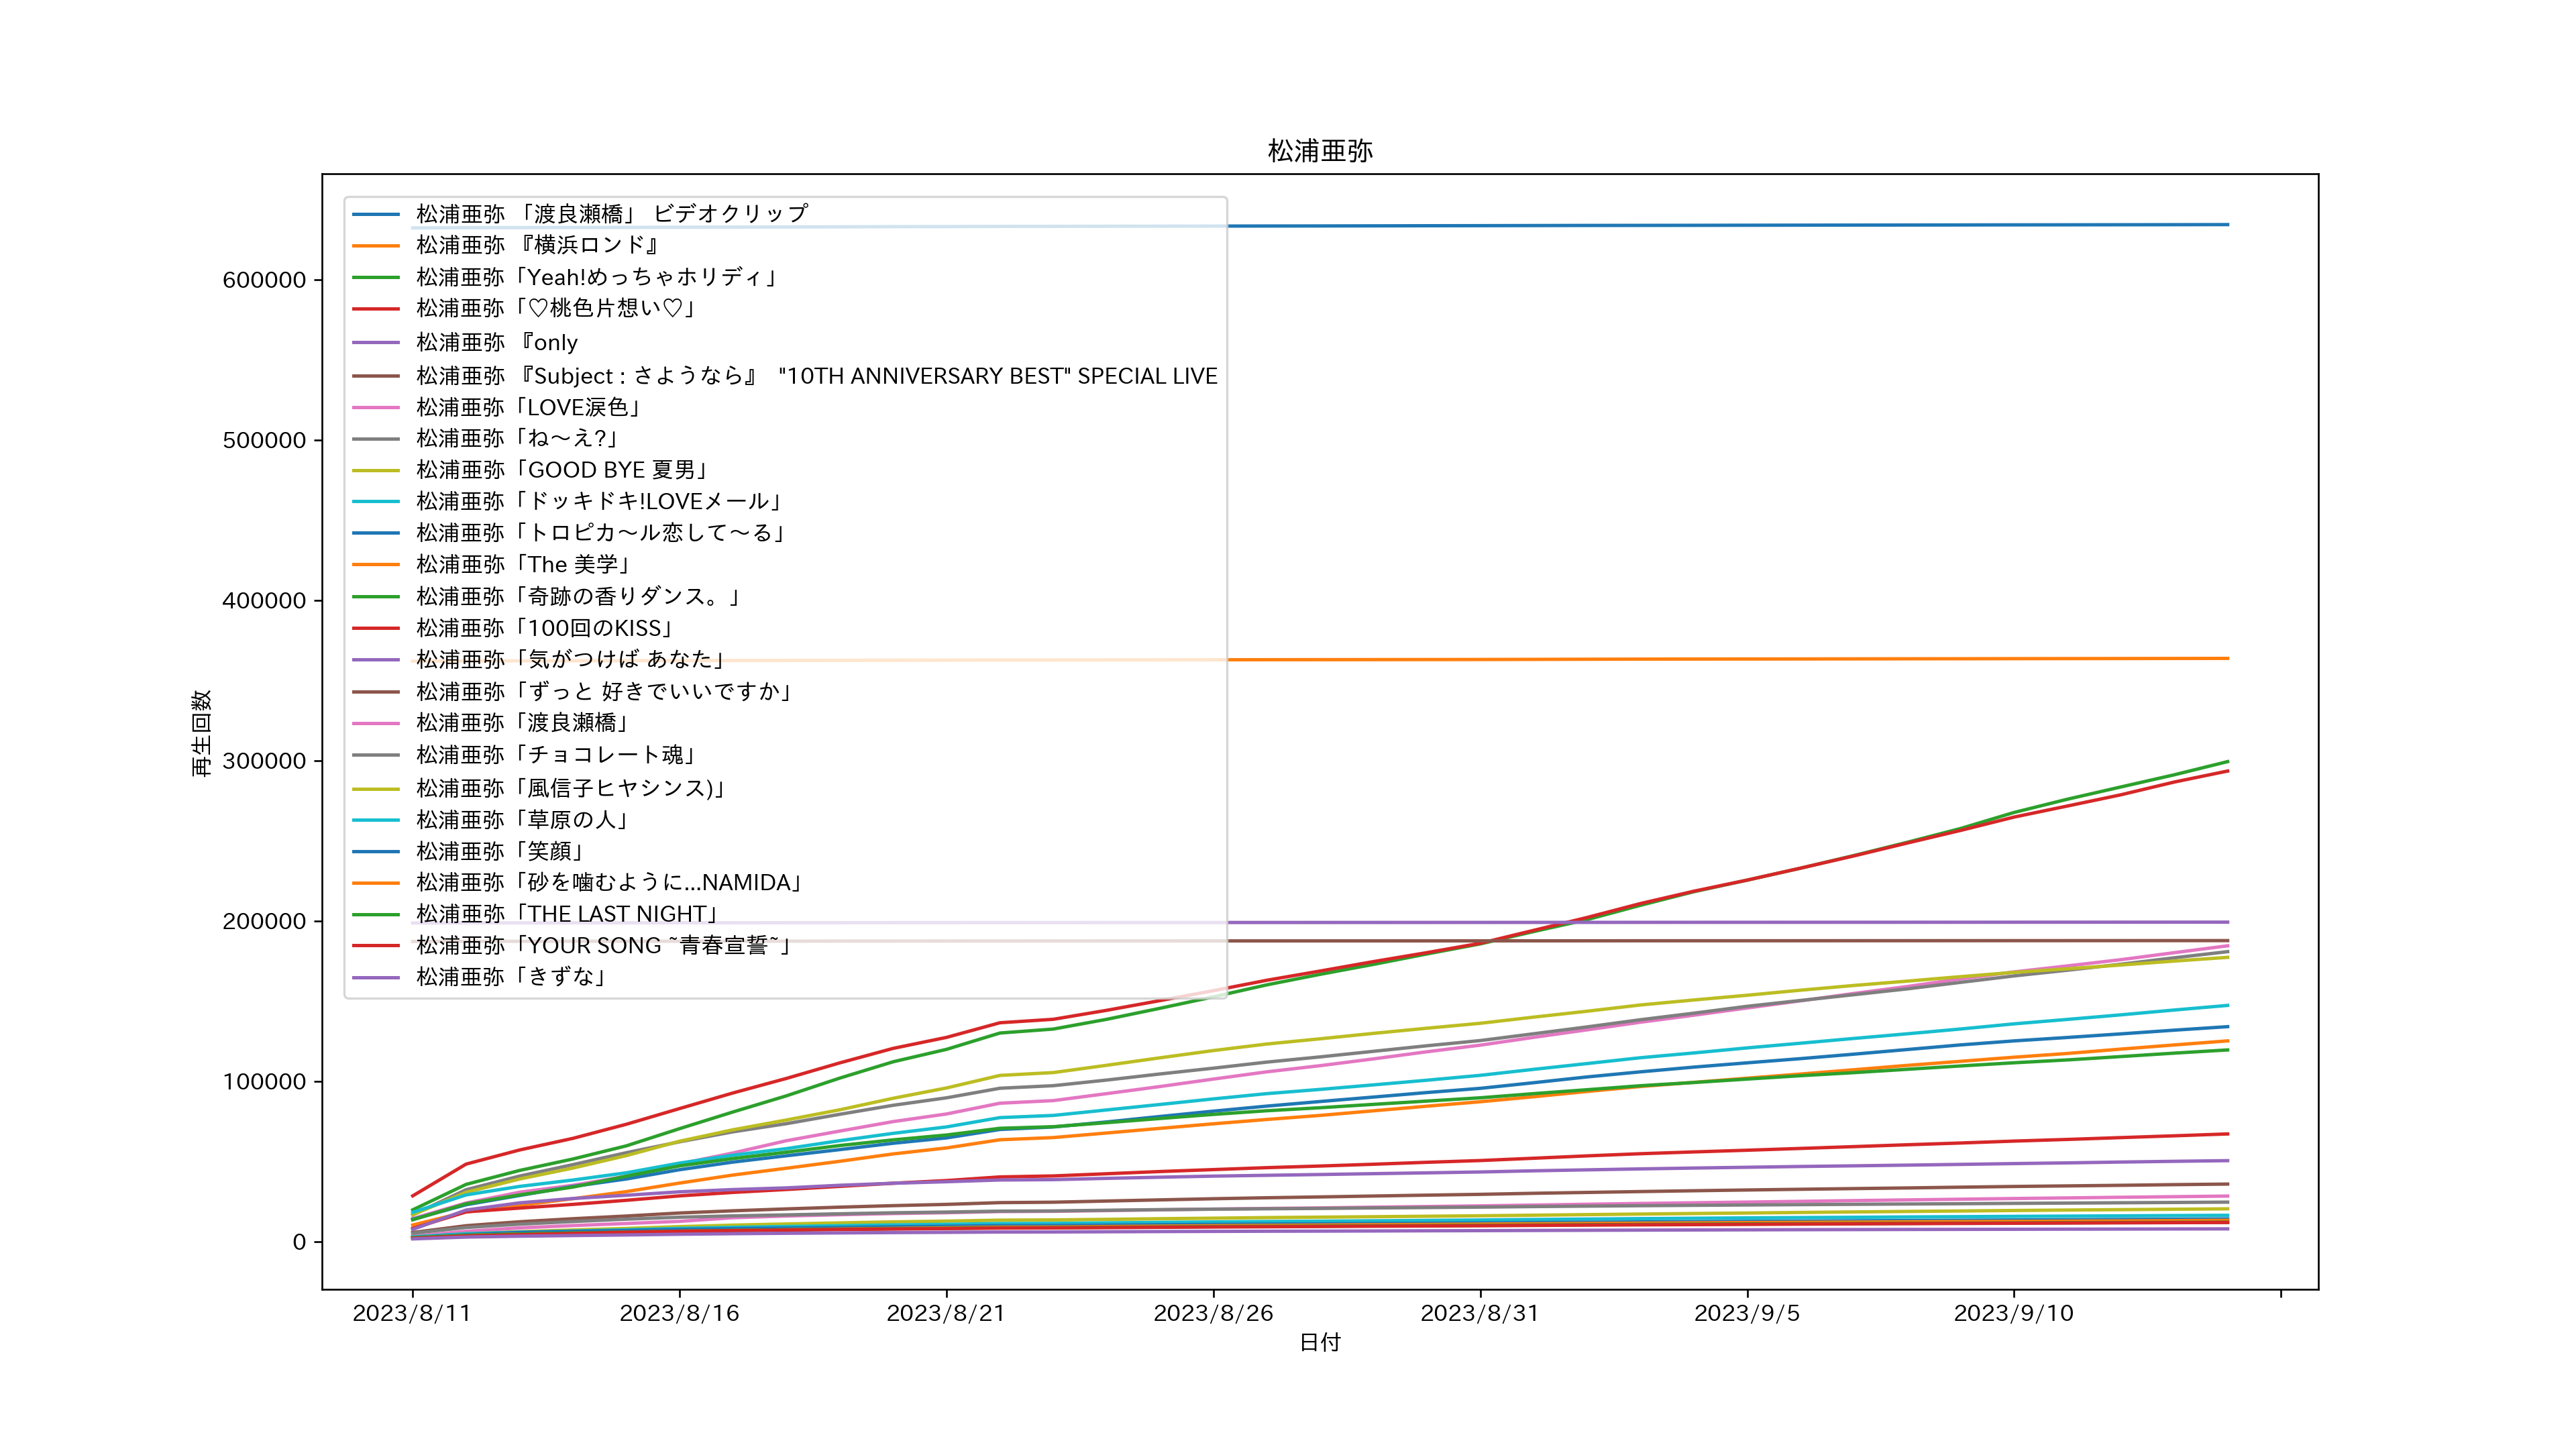 松浦亜弥
松浦亜弥 「渡良瀬橋」 ビデオクリップ
松浦亜弥 『横浜ロンド』
松浦亜弥「Yeah!めっちゃホリディ」
松浦亜弥「♡桃色片想い♡」
松浦亜弥 『only
松浦亜弥 『Subject : さようなら』 "10TH ANNIVERSARY BEST" SPECIAL LIVE
松浦亜弥「LOVE涙色」
松浦亜弥「ね〜え?」
松浦亜弥「GOOD BYE 夏男」
松浦亜弥「ドッキドキ!LOVEメール」
松浦亜弥「トロピカ〜ル恋して〜る」
松浦亜弥「The 美学」
松浦亜弥「奇跡の香りダンス。」
松浦亜弥「100回のKISS」
松浦亜弥「気がつけば あなた」
松浦亜弥「ずっと 好きでいいですか」
松浦亜弥「渡良瀬橋」
松浦亜弥「チョコレート魂」
松浦亜弥「風信子ヒヤシンス)」
松浦亜弥「草原の人」
松浦亜弥「笑顔」
松浦亜弥「砂を噛むように...NAMIDA」
松浦亜弥「THE LAST NIGHT」
松浦亜弥「YOUR SONG ~青春宣誓~」
松浦亜弥「きずな」
再生回数
600000
500000
400000
300000
200000
100000
0
2023/8/11
2023/8/16
2023/8/21
2023/8/26
2023/8/31
2023/9/5
2023/9/10
日付